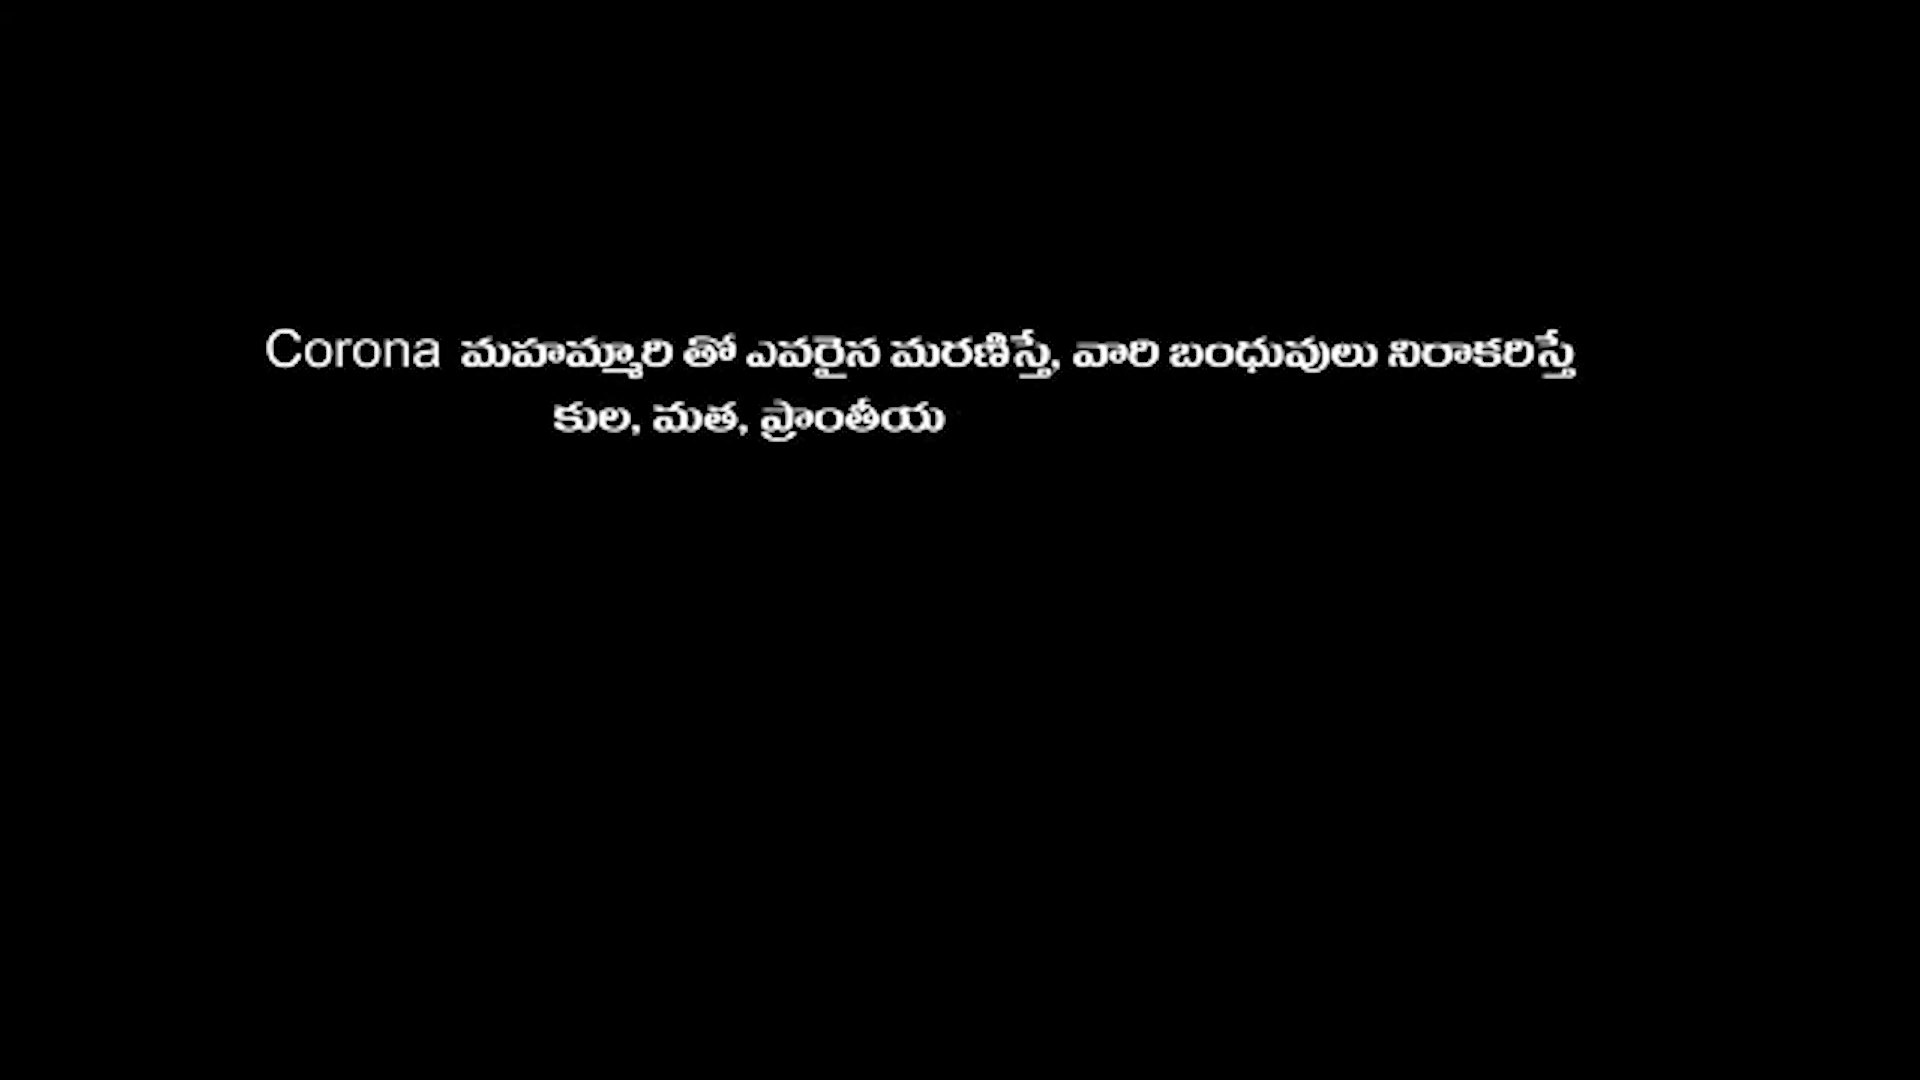 Corona మహమ్మారి తో ఎవరైన మరణిస్తే, వారి బంధువులు నిరాకరిస్తే
కుల, మత, ప్రాంతీయ